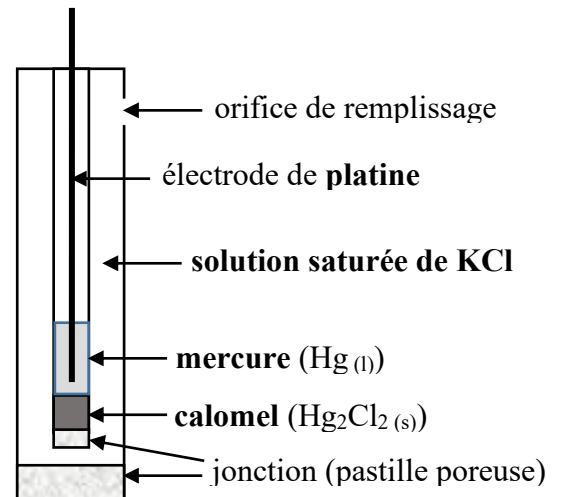 orifice de remplissage
électrode de platine
solution saturée de KCl
mercure (Hg (l))
calomel (Hg2Cl2 (s))
jonction (pastille poreuse)